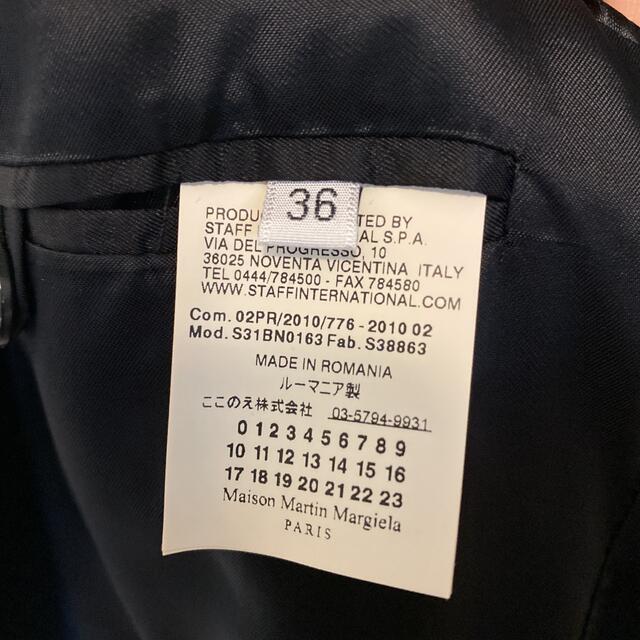 36
PRODU TED BY
STAFF AL S.P.A.
VIA DEL PROGRESSO, 10
36025 NOVENTA VICENTINA ITALY
TEL 0444/784500 - FAX 784580
WWW.STAFFINTERNATIONAL.COM
Com. 02PR/2010/776 - 2010 02
Mod. S31BN0163 Fab. S38863
MADE IN ROMANIA
ルーマニア製
ここのえ株式会社 03-5794-9931
0 1 2 3 4 5 6 7 8 9
10 11 12 13 14 15 16
17 18 19 20 21 22 23
Maison Martin Margiela
PARIS